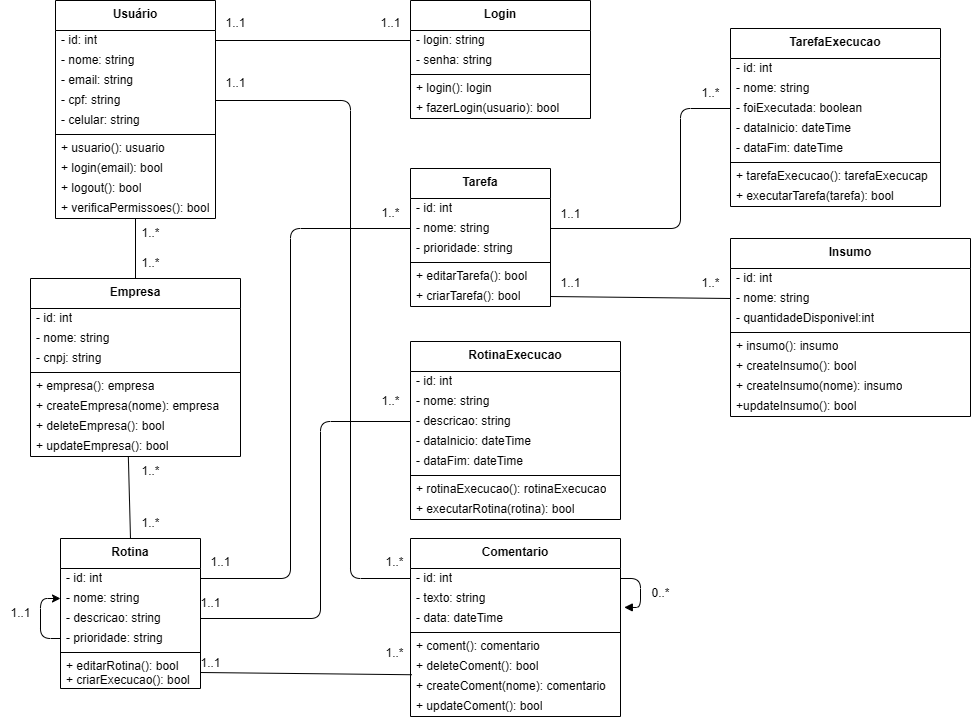 Usuário
- id: int
- nome: string
- email: string
- cpf: string
- celular: string
+ usuario(): usuario
+ login(email): bool
+ logout(): bool
+ verificaPermissoes(): bool
1..1
1..1
1..1
Login
- login: string
- senha: string
+ login(): login
+ fazerLogin(usuario): bool
TarefaExecucao
- id: int
- nome: string
- foiExecutada: boolean
- dataInicio: dateTime
- dataFim: dateTime
+ tarefaExecucao(): tarefaExecucap
+ executarTarefa(tarefa): bool
1..*
Tarefa
- id: int
- nome: string
- prioridade: string
+ editarTarefa(): bool
+ criarTarefa(): bool
1..*
1..1
1..1
1..*
Insumo
- id: int
- nome: string
- quantidadeDisponivel:int
+ insumo(): insumo
+ createInsumo(): bool
+ createInsumo(nome): insumo
+updateInsumo(): bool
1..*
1..*
Empresa
- id: int
- nome: string
- cnpj: string
+ empresa(): empresa
+ createEmpresa(nome): empresa
+ deleteEmpresa(): bool
+ updateEmpresa(): bool
1..*
1..*
RotinaExecucao
- id: int
- nome: string
- descricao: string
- dataInicio: dateTime
- dataFim: dateTime
+ rotinaExecucao(): rotinaExecucao
+ executarRotina(rotina): bool
1..*
Rotina
- id: int
- nome: string
- descricao: string
- prioridade: string
+ editarRotina(): bool
+ criarExecucao(): bool
1..1
1..1
1..1
1..1
1..*
1..*
Comentario
- id: int
- texto: string
- data: dateTime
+ coment(): comentario
+ deleteComent(): bool
+ createComent(nome): comentario
+ updateComent(): bool
0..*